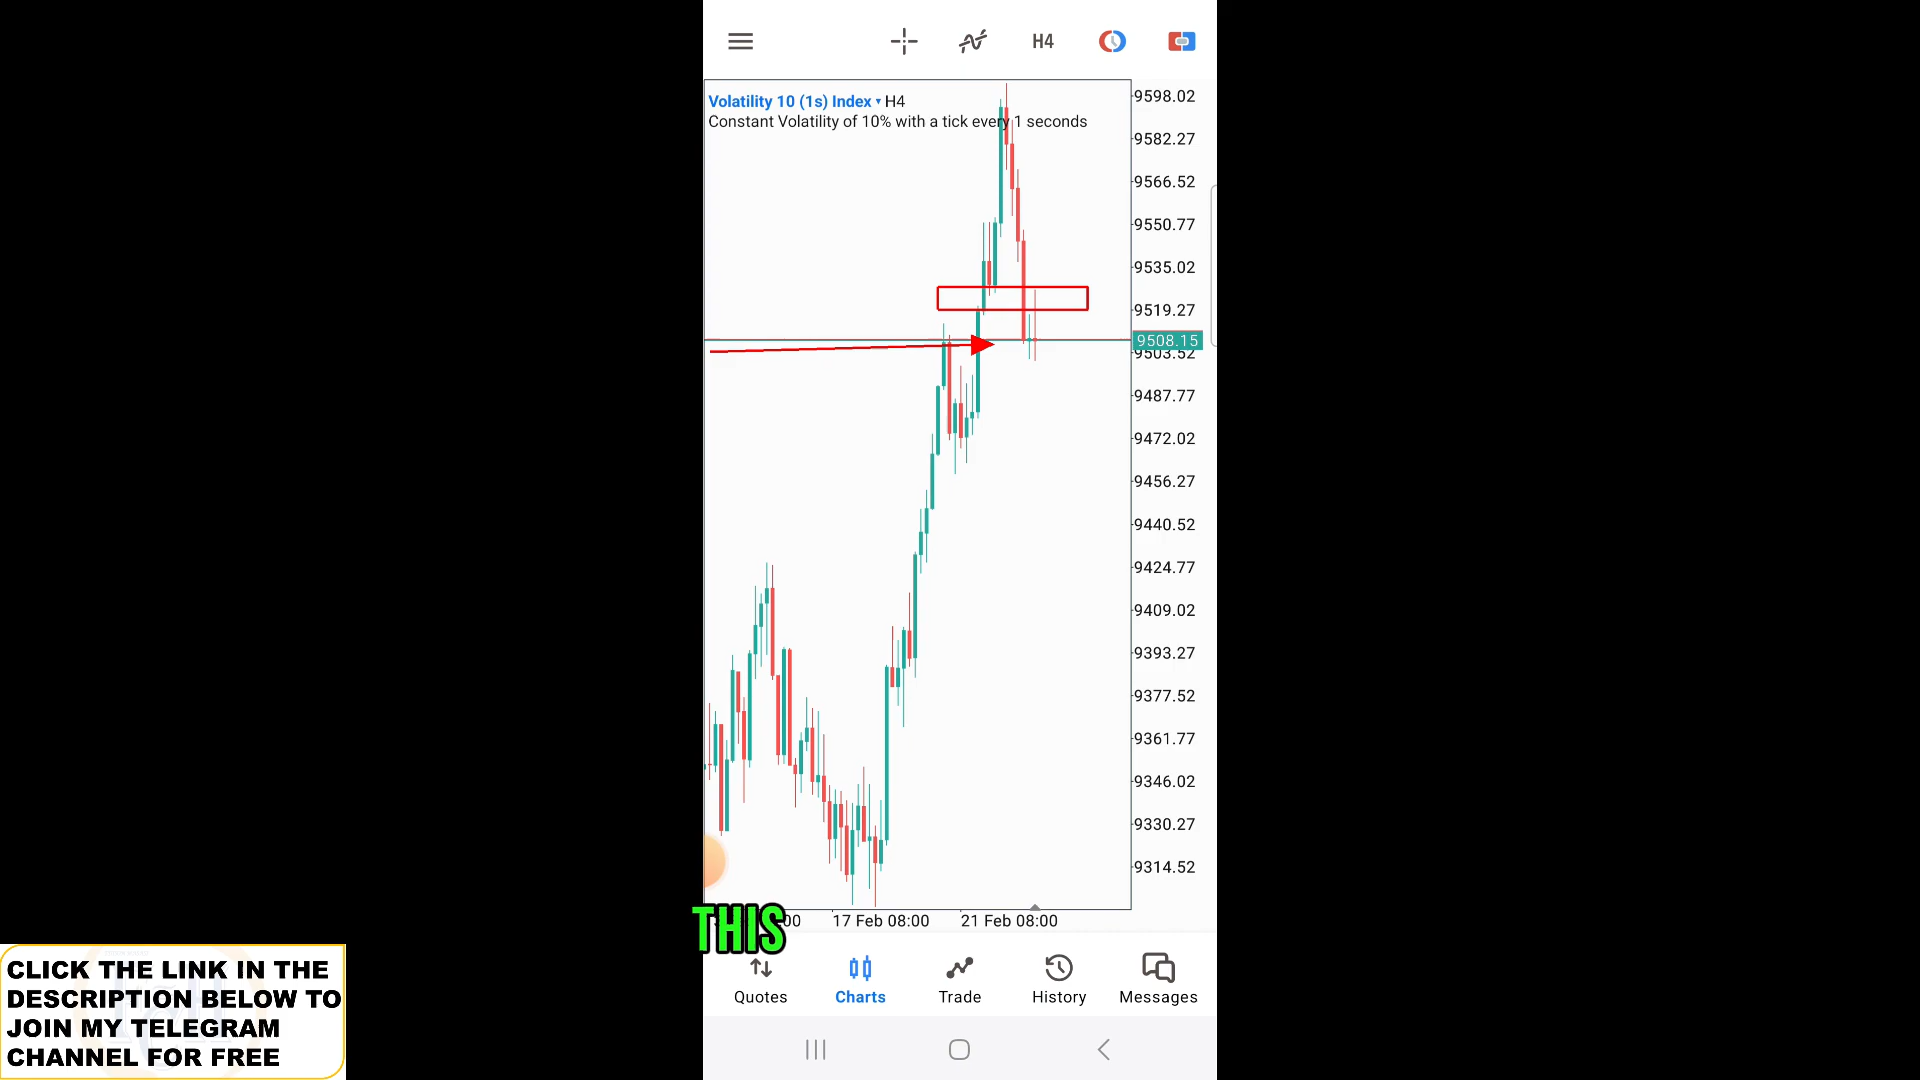 H4
Volatility 10 (1s) Index ▾ H4
Constant Volatility of 10% with a tick every 1 seconds
9598.02
9582.27
9566.52
9550.77
9535.02
9519.27
9508.15
9503.52
9487.77
9472.02
9456.27
9440.52
9424.77
9409.02
9393.27
9377.52
9361.77
9346.02
9330.27
9314.52
17 Feb 08:00 21 Feb 08:00
THIS
Quotes Charts Trade History Messages
CLICK THE LINK IN THE
DESCRIPTION BELOW TO
JOIN MY TELEGRAM
CHANNEL FOR FREE